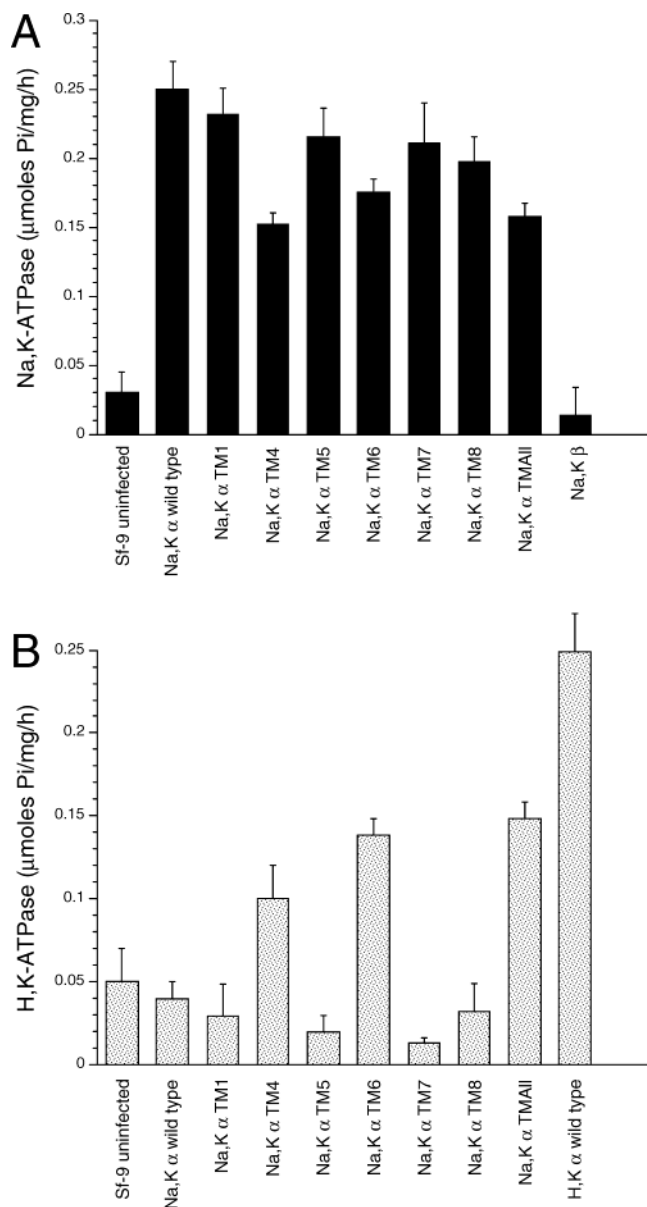 A
Na,K-ATPase (μmoles Pi/mg/h)
0.3
0.25
0.2
0.15
0.1
0.05
0
Sf-9 uninfected
Na,K α wild type
Na,K α TM1
Na,K α TM4
Na,K α TM5
Na,K α TM6
Na,K α TM7
Na,K α TM8
Na,K α TMAll
Na,K β
B
H,K-ATPase (μmoles Pi/mg/h)
0.25
0.2
0.15
0.1
0.05
0
Sf-9 uninfected
Na,K α wild type
Na,K α TM1
Na,K α TM4
Na,K α TM5
Na,K α TM6
Na,K α TM7
Na,K α TM8
Na,K α TMAll
H,K α wild type